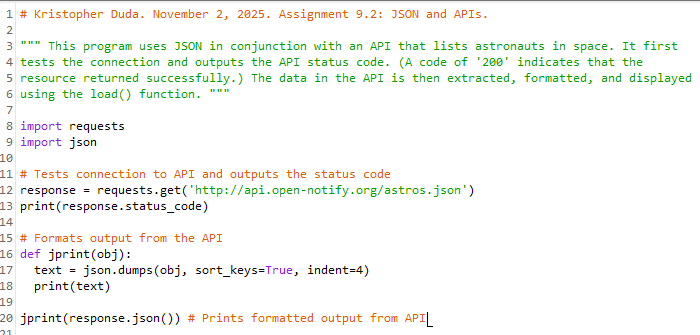 1 # Kristopher Duda. November 2, 2025. Assignment 9.2: JSON and APIs.
2
3 """ This program uses JSON in conjunction with an API that lists astronauts in space. It first
4 tests the connection and outputs the API status code. (A code of '200' indicates that the
5 resource returned successfully.) The data in the API is then extracted, formatted, and displayed
6 using the load() function. """
7
8 import requests
9 import json
10
11 # Tests connection to API and outputs the status code
12 response = requests.get('http://api.open-notify.org/astros.json')
13 print(response.status_code)
14
15 # Formats output from the API
16 def jprint(obj):
17   text = json.dumps(obj, sort_keys=True, indent=4)
18   print(text)
19
20 jprint(response.json()) # Prints formatted output from API
21